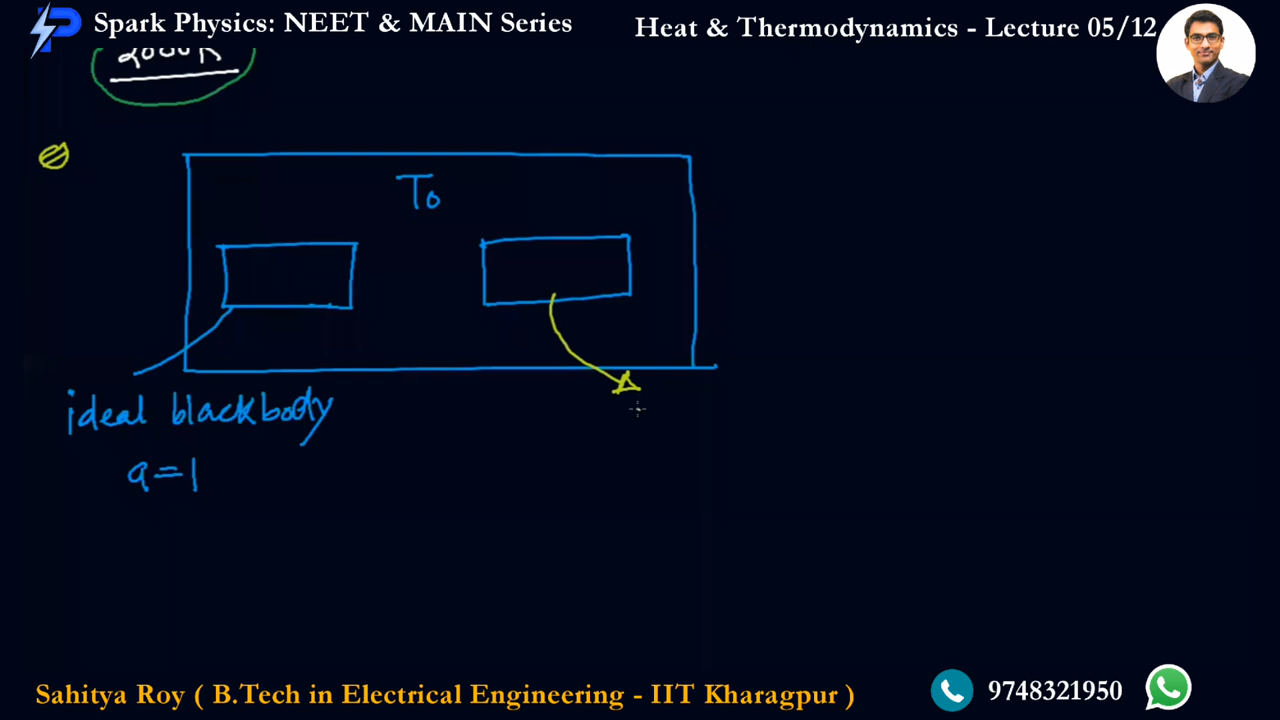 Spark Physics: NEET & MAIN Series
Heat & Thermodynamics - Lecture 05/12
2000K
To
ideal blackbody
a=1
Sahitya Roy ( B.Tech in Electrical Engineering - IIT Kharagpur )
9748321950